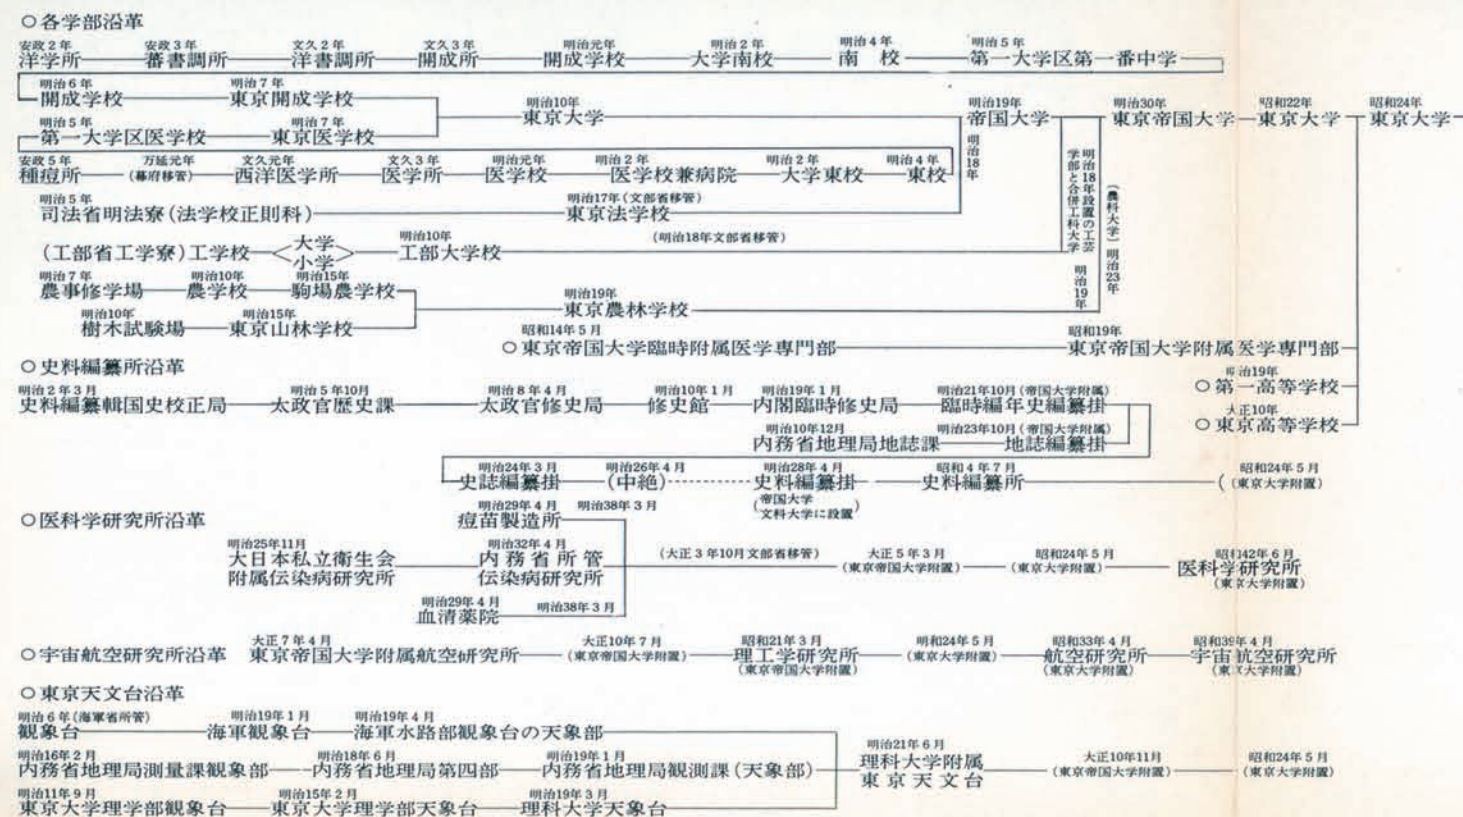 ○各学部沿革
安政2年 安政3年 文久2年 文久3年 明治元年 明治2年 明治4年 明治5年
洋学所 蕃書調所 洋書調所 開成所 開成学校 大学南校 南校 第一大学区第一番中学
明治6年 明治7年
開成学校 東京開成学校
明治10年 明治19年 明治30年 昭和22年 昭和24年
東京大学 帝国大学 東京帝国大学 東京大学 東京大学
明治5年 明治7年
第一大学区医学校 東京医学校
安政5年 万延元年 文久元年 文久3年 明治元年 明治2年 明治2年 明治4年
種痘所 (幕府移管) 西洋医学所 医学所 医学校 医学校兼病院 大学東校 東校
明治18年
明治18年設置の工芸学部と合併工科大学
(農科大学)明治23年
明治5年 明治17年(文部省移管)
司法省明法寮(法学校正則科) 東京法学校
明治10年 (明治18年文部省移管)
(工部省工学寮)工学校 <大学 小学> 工部大学校
明治19年
明治7年 明治10年 明治15年
農事修学場 農学校 駒場農学校
明治19年
東京農林学校
明治10年 明治15年
樹木試験場 東京山林学校
昭和14年5月 昭和19年
○東京帝国大学臨時附属医学専門部 東京帝国大学附属医学専門部
明治19年
○第一高等学校
大正10年
○東京高等学校
○史料編纂所沿革
明治2年3月 明治5年10月 明治8年4月 明治10年1月 明治19年1月 明治21年10月(帝国大学附属)
史料編纂輯国史校正局 太政官歴史課 太政官修史局 修史館 内閣臨時修史局 臨時編年史編纂掛
明治10年12月 明治23年10月(帝国大学附属)
内務省地理局地誌課 地誌編纂掛
明治24年3月 明治26年4月 明治28年4月 昭和4年7月 昭和24年5月
史誌編纂掛 (中絶) 史料編纂掛 史料編纂所 ((東京大学附置)
(帝国大学
文科大学に設置)
○医科学研究所沿革
明治29年4月 明治38年3月
痘苗製造所
明治25年11月 明治32年4月 (大正3年10月文部省移管) 大正5年3月 昭和24年5月 昭和42年6月
大日本私立衛生会 内務省所管 (東京帝国大学附置) (東京大学附置) 医科学研究所
附属伝染病研究所 伝染病研究所 (東京大学附置)
明治29年4月 明治38年3月
血清薬院
○宇宙航空研究所沿革
大正7年4月 大正10年7月 昭和21年3月 昭和24年5月 昭和33年4月 昭和39年4月
東京帝国大学附属航空研究所 (東京帝国大学附置) 理工学研究所 (東京大学附置) 航空研究所 宇宙航空研究所
(東京帝国大学附置) (東京大学附置) (東京大学附置)
○東京天文台沿革
明治6年(海軍省所管) 明治19年1月 明治19年4月
観象台 海軍観象台 海軍水路部観象台の天象部
明治16年2月 明治18年6月 明治19年1月
内務省地理局測量課観象部 内務省地理局第四部 内務省地理局観測課(天象部)
明治21年6月 大正10年11月 昭和24年5月
理科大学附属 (東京帝国大学附置) (東京大学附置)
東京天文台
明治11年9月 明治15年2月 明治19年3月
東京大学理学部観象台 東京大学理学部天象台 理科大学天象台